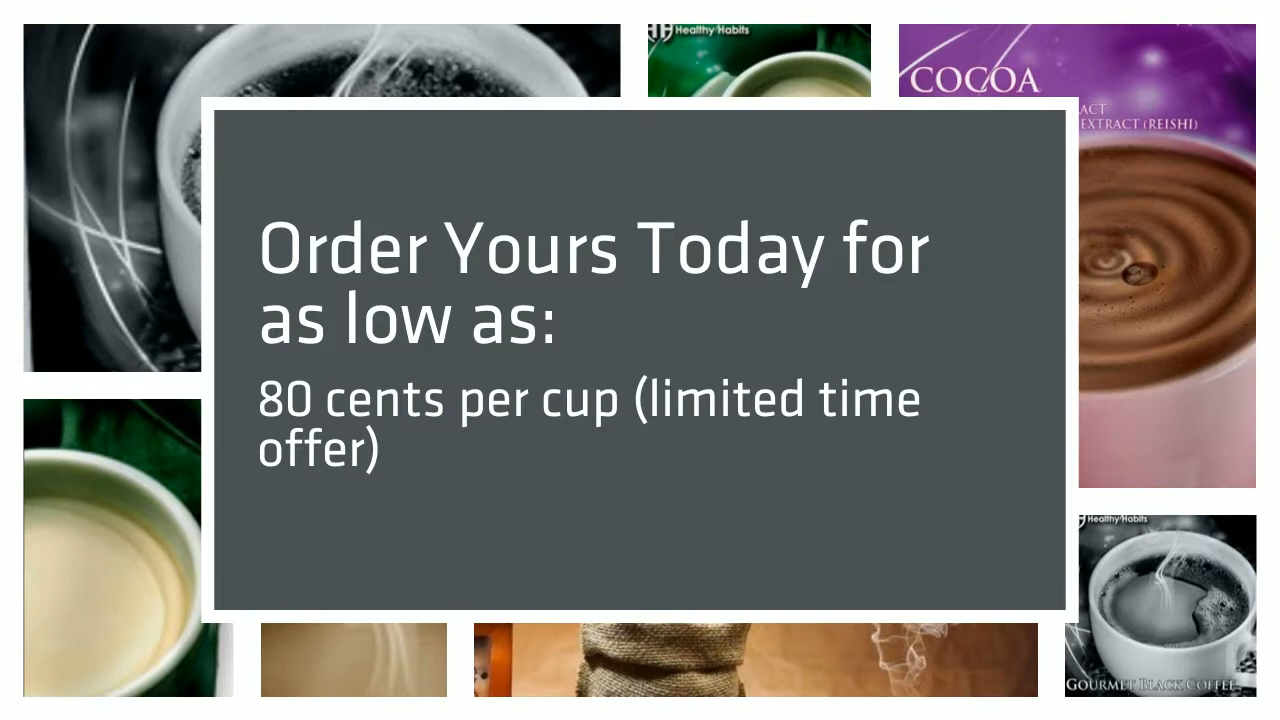 Healthy Habits
COCOA
ACT
EXTRACT (REISHI)
Order Yours Today for
as low as:
80 cents per cup (limited time
offer)
Healthy Habits
GOURMET BLACK COFFEE